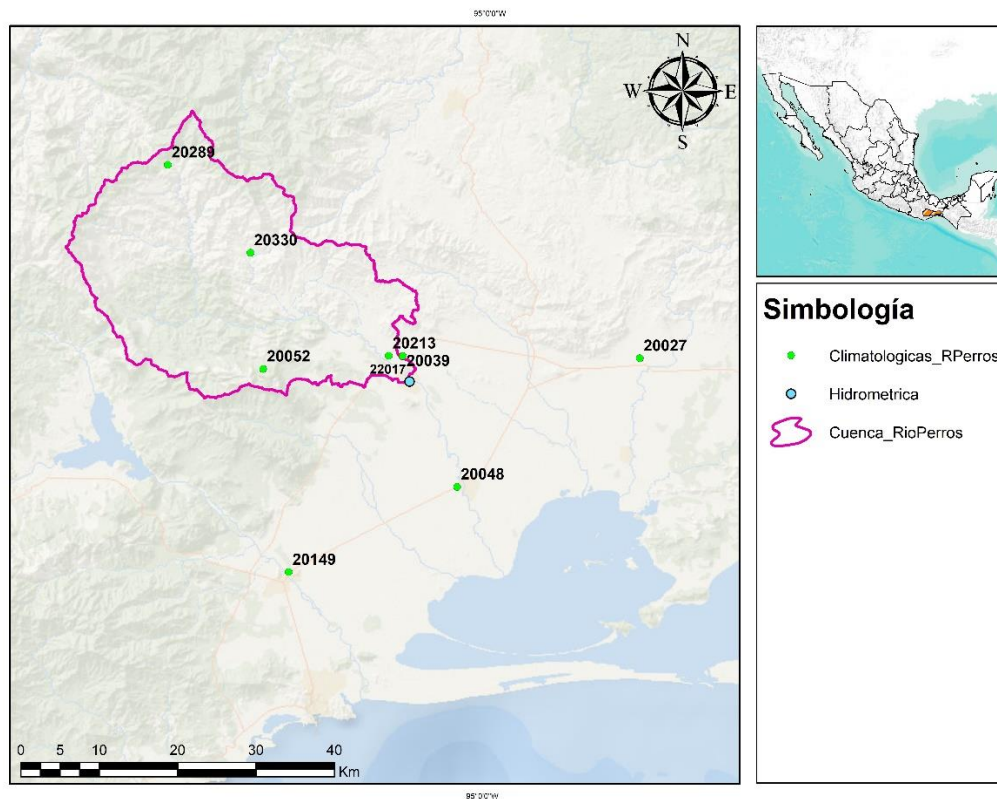 95°0'0"W
N
W E
S
20289
20330
20213
20027
20052
22017
20039
20048
20149
0 5 10 20 30 40
Km
95°0'0"W
Simbología
Climatologicas_RPerros
Hidrometrica
Cuenca_RioPerros